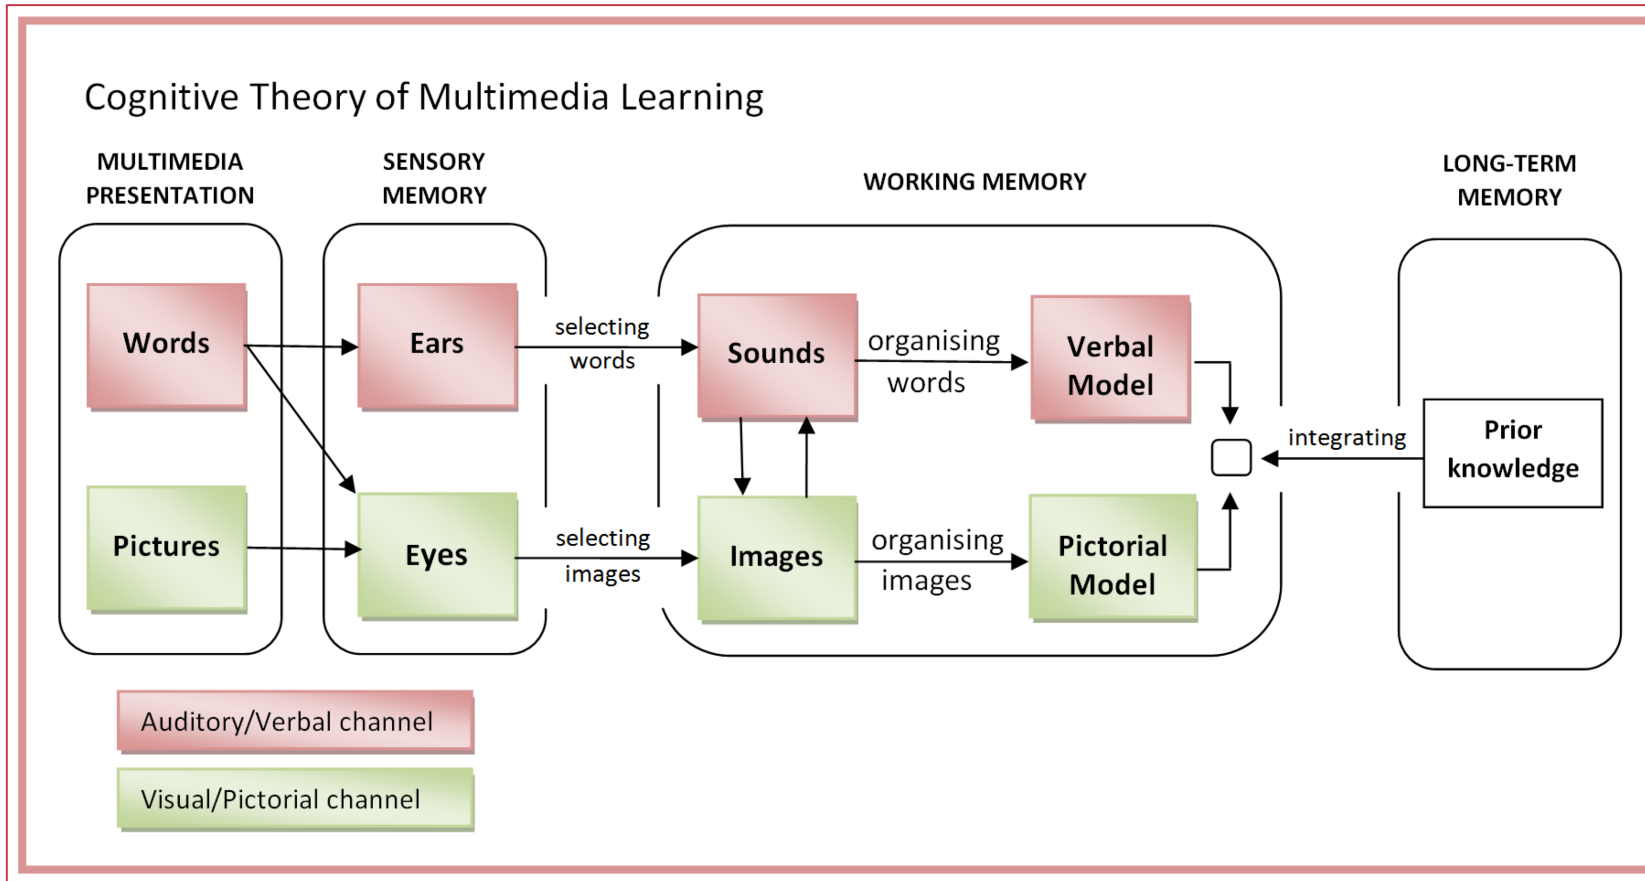 Cognitive Theory of Multimedia Learning
MULTIMEDIA
PRESENTATION
SENSORY
MEMORY
WORKING MEMORY
LONG-TERM
MEMORY
Words
Ears
selecting
words
Sounds
organising
words
Verbal
Model
integrating
Prior
knowledge
Pictures
Eyes
selecting
images
Images
organising
images
Pictorial
Model
Auditory/Verbal channel
Visual/Pictorial channel